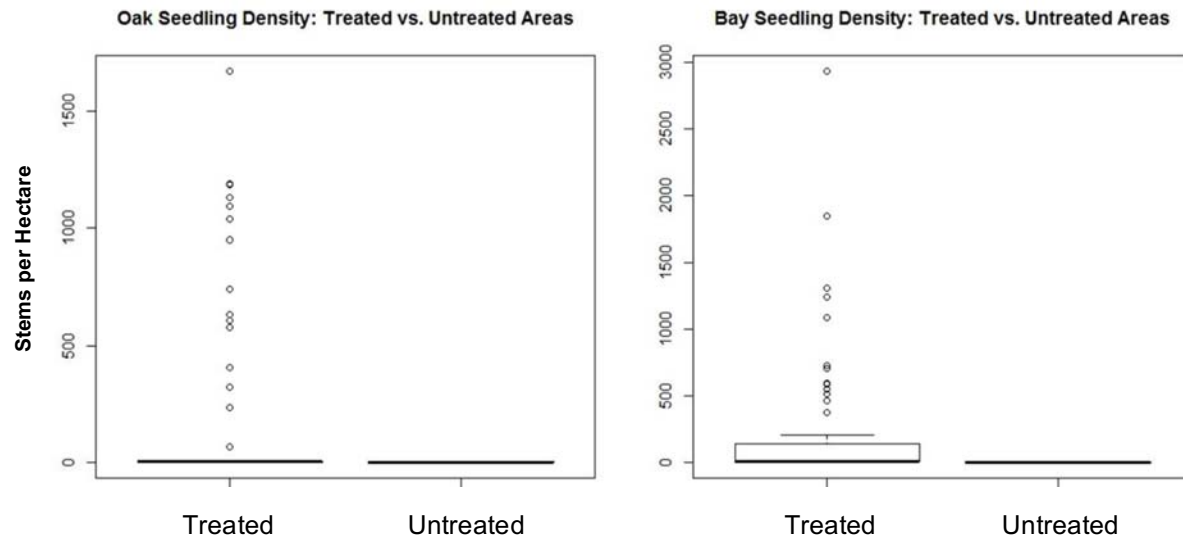 Oak Seedling Density: Treated vs. Untreated Areas
Stems per Hectare
1500
1000
500
0
Treated
Untreated
Bay Seedling Density: Treated vs. Untreated Areas
3000
2500
2000
1500
1000
500
0
Treated
Untreated